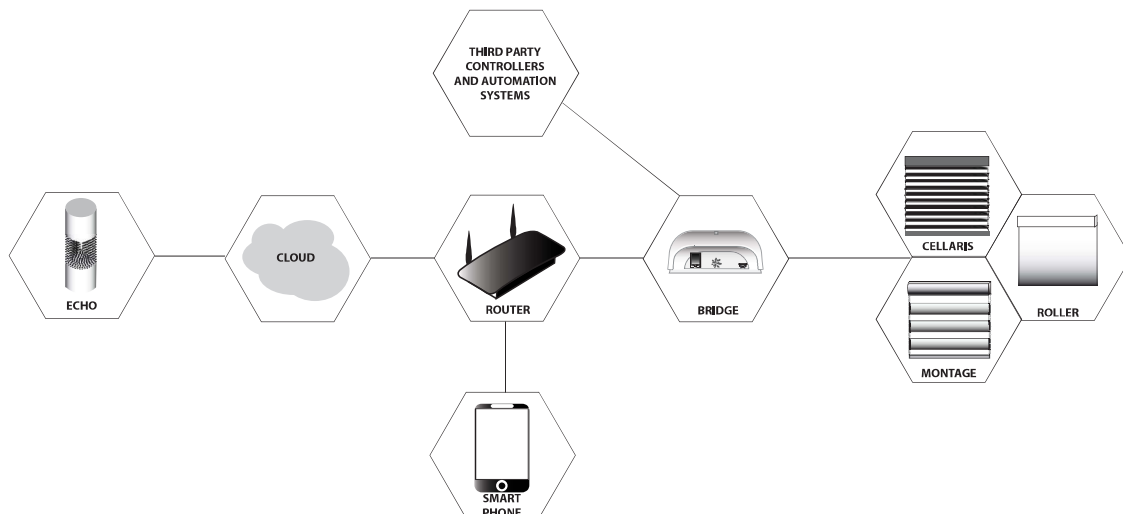 THIRD PARTY
CONTROLLERS
AND AUTOMATION
SYSTEMS
ECHO
CLOUD
ROUTER
BRIDGE
CELLARIS
ROLLER
MONTAGE
SMART
PHONE